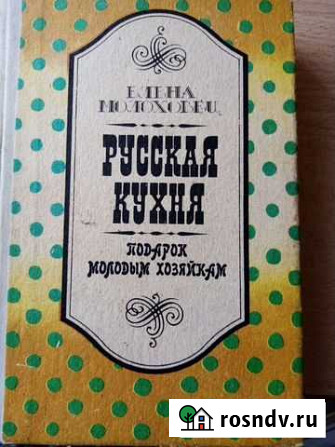 ЕЛЕНА
МОЛОХОВЕЦ
РУССКАЯ
КУХНЯ
ПОДАРОК
МОЛОДЫМ ХОЗЯЙКАМ
rosndv.ru